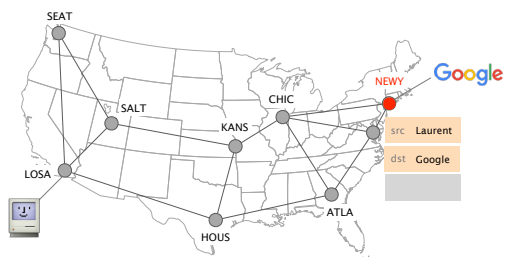 SEAT
Google
NEWY
CHIC
SALT
KANS
src Laurent
dst Google
LOSA
ATLA
HOUS